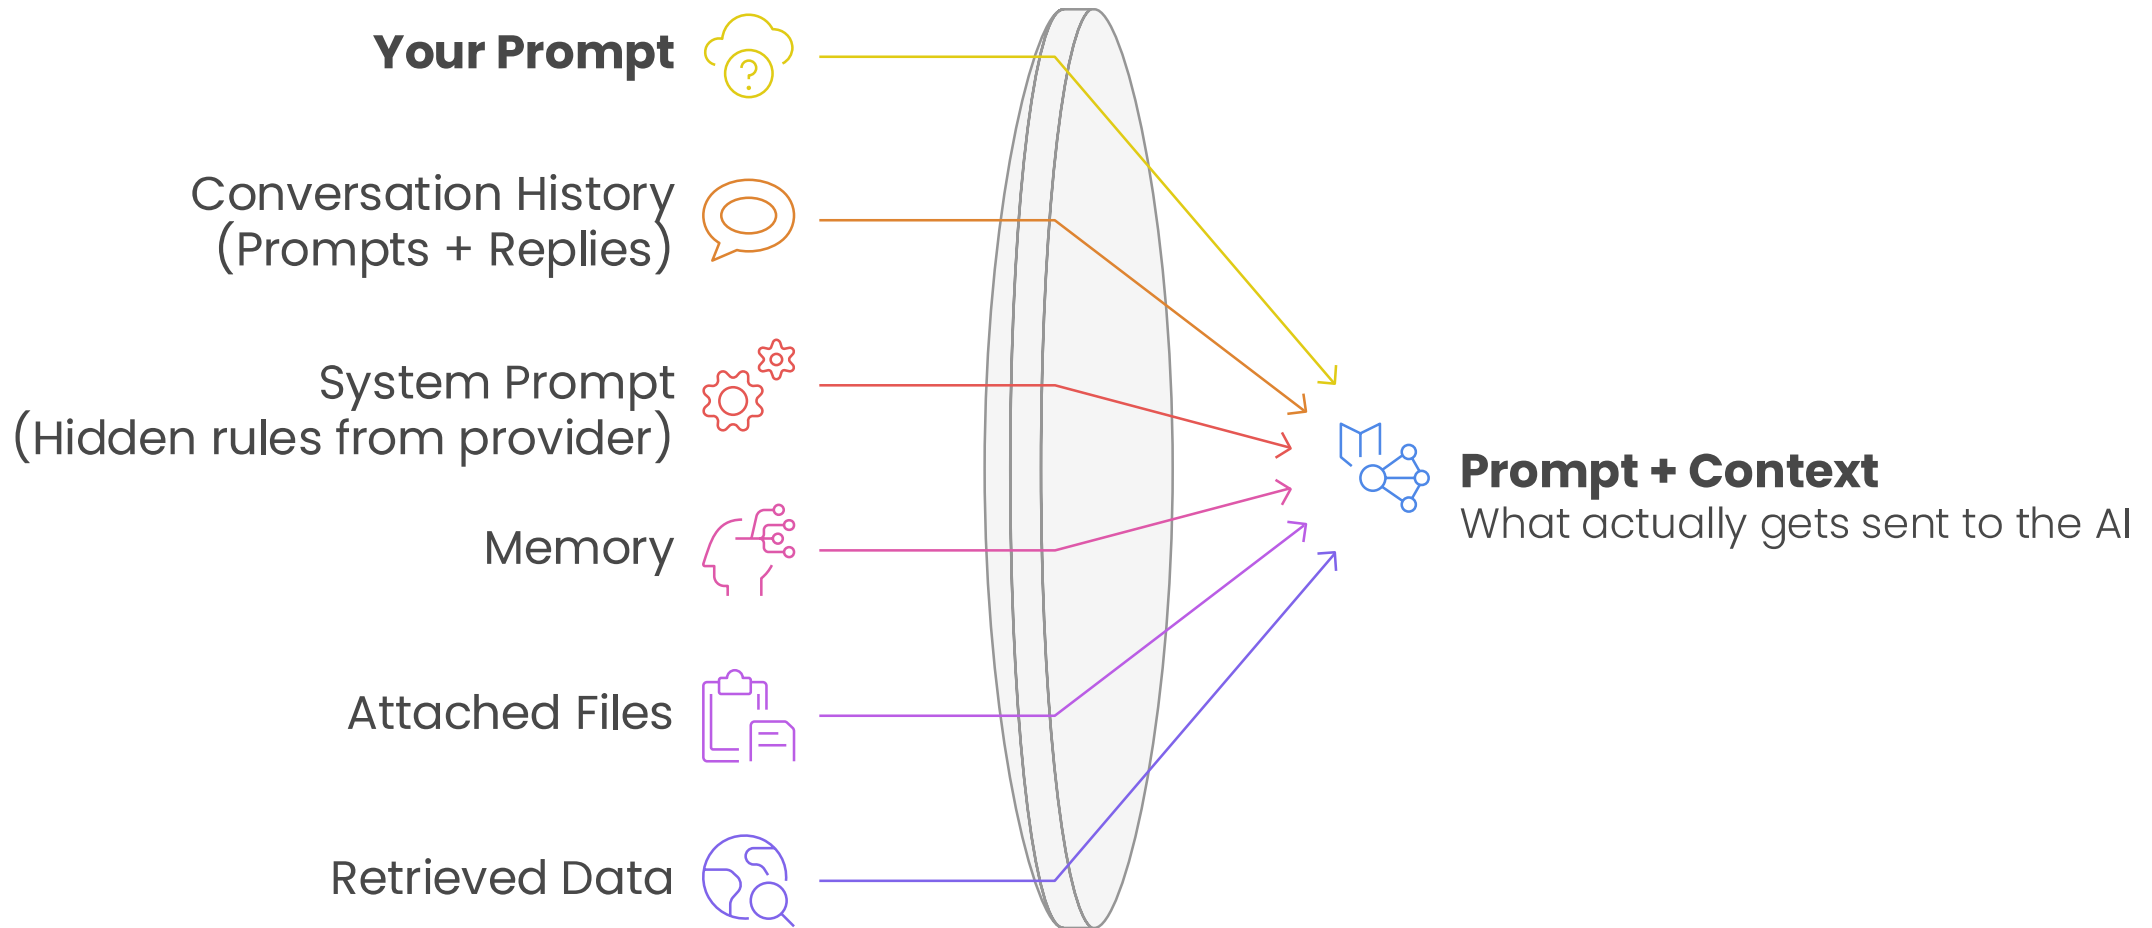 Your Prompt
?
Conversation History
(Prompts + Replies)
System Prompt
(Hidden rules from provider)
Memory
Attached Files
Retrieved Data
Prompt + Context
What actually gets sent to the AI